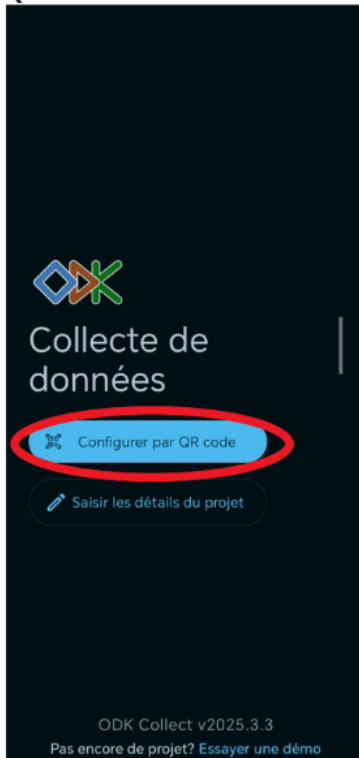 ODK
Collecte de
données
Configurer par QR code
Saisir les détails du projet
ODK Collect v2025.3.3
Pas encore de projet? Essayer une démo